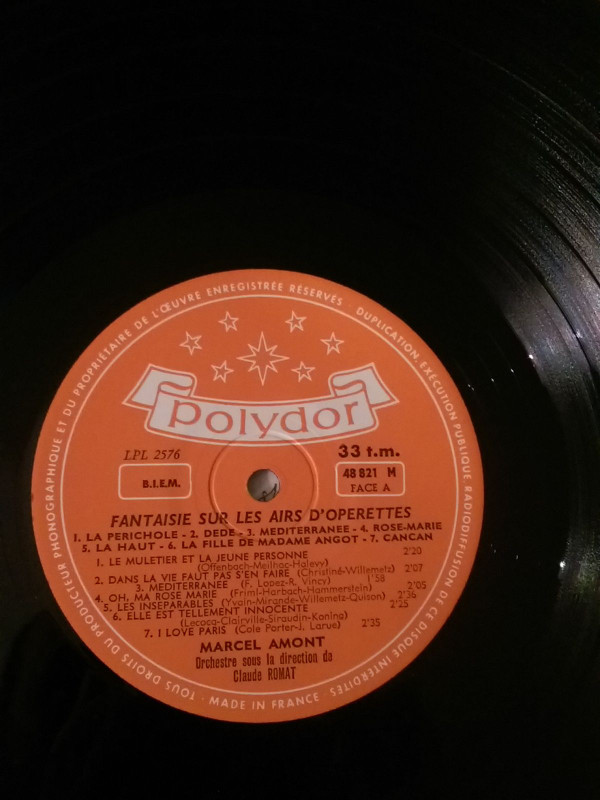 TOUS DROITS DU PRODUCTEUR PHONOGRAPHIQUE ET DU PROPRIÉTAIRE DE L'ŒUVRE ENREGISTRÉE RÉSERVÉS DUPLICATION, EXÉCUTION PUBLIQUE, RADIODIFFUSION DE CE DISQUE INTERDITES · MADE IN FRANCE ·
Polydor
LPL 2576 33 t.m.
B.I.E.M. 48 821 M
FACE A
FANTAISIE SUR LES AIRS D'OPERETTES
1. LA PERICHOLE - 2. DEDE - 3. MEDITERRANEE - 4. ROSE-MARIE
5. LA HAUT - 6. LA FILLE DE MADAME ANGOT - 7. CANCAN
1. LE MULETIER ET LA JEUNE PERSONNE 2'20
(Offenbach-Meilhac-Halevy)
2. DANS LA VIE FAUT PAS S'EN FAIRE (Christiné-Willemetz) 2'07
3. MEDITERRANEE (F. Lopez-R. Vincy) 1'58
4. OH, MA ROSE MARIE (Friml-Harbach-Hammerstein) 2'05
5. LES INSEPARABLES (Yvain-Mirande-Willemetz-Quison) 2'36
6. ELLE EST TELLEMENT INNOCENTE 2'25
(Lecocq-Clairville-Siraudin-Koning)
7. I LOVE PARIS (Cole Porter-J. Larue) 2'35
MARCEL AMONT
Orchestre sous la direction de
Claude ROMAT